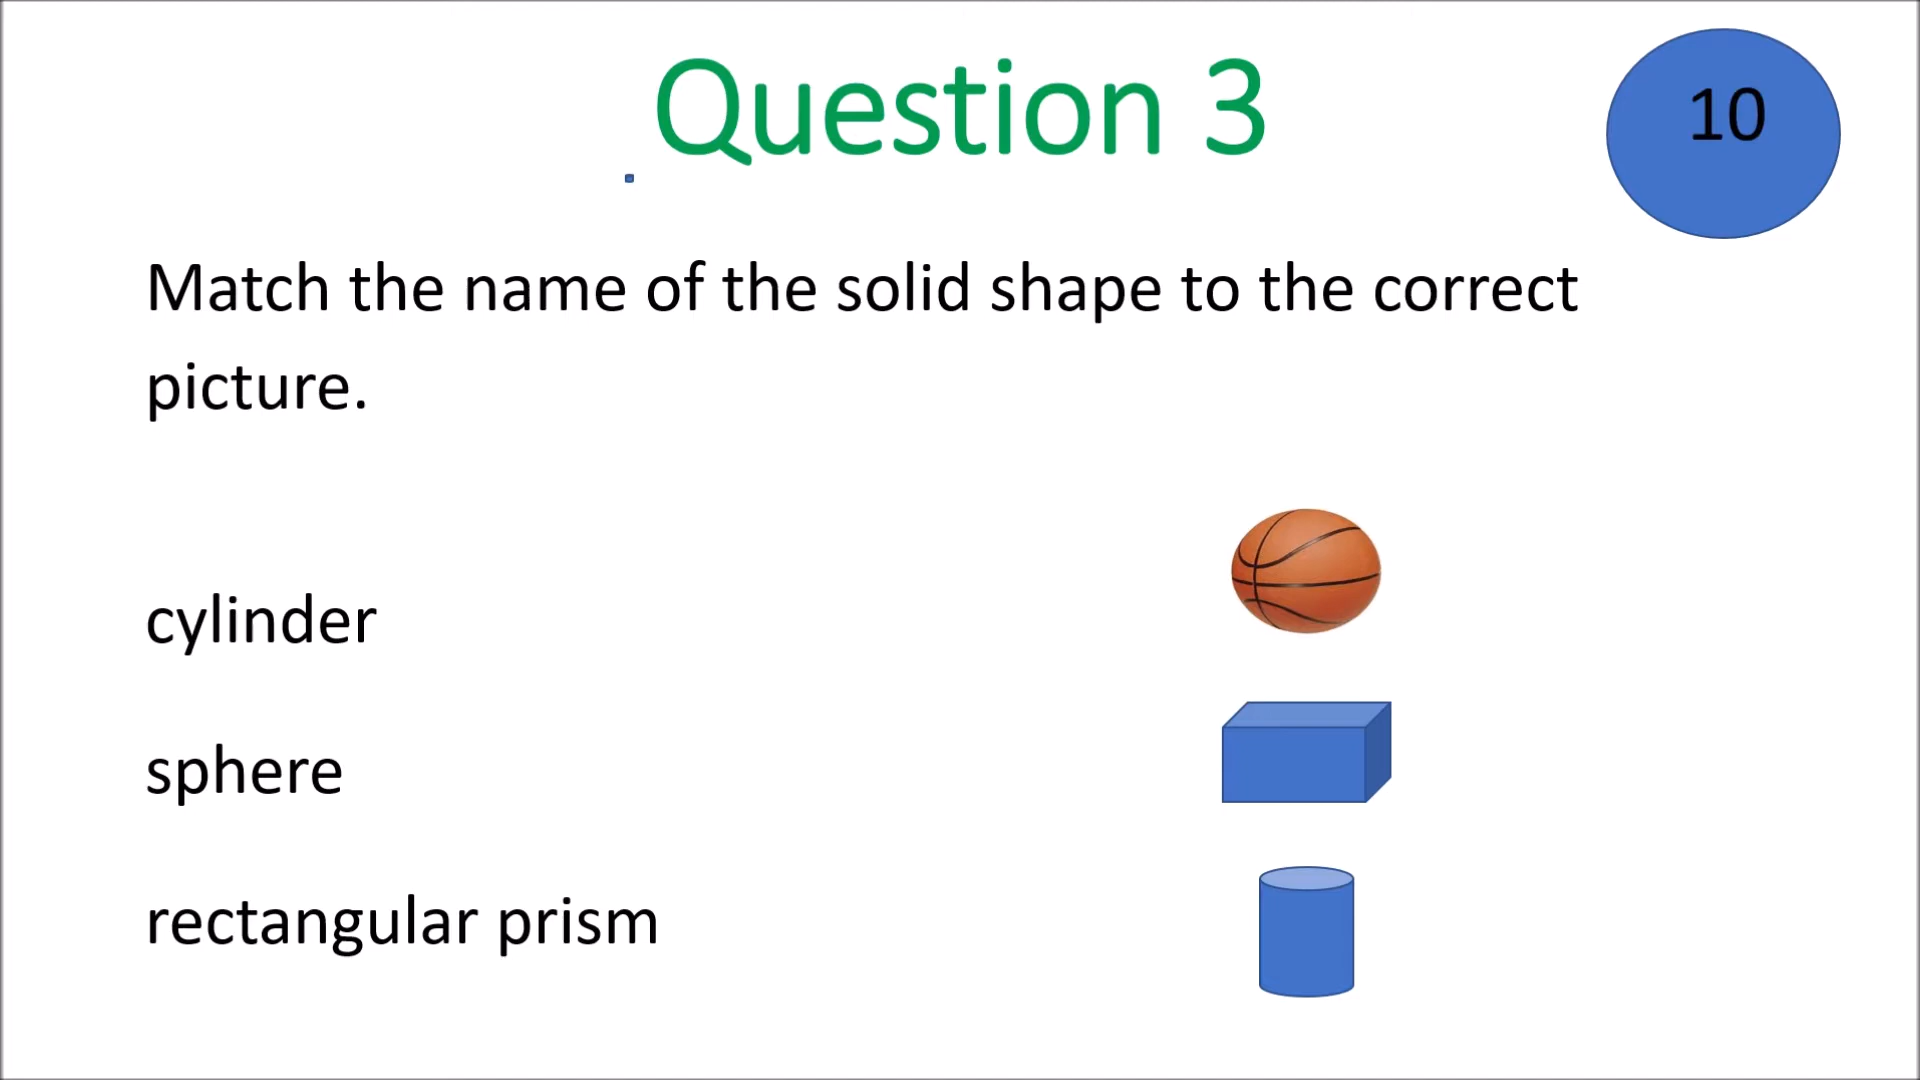 Question 3
10
Match the name of the solid shape to the correct
picture.
cylinder
sphere
rectangular prism